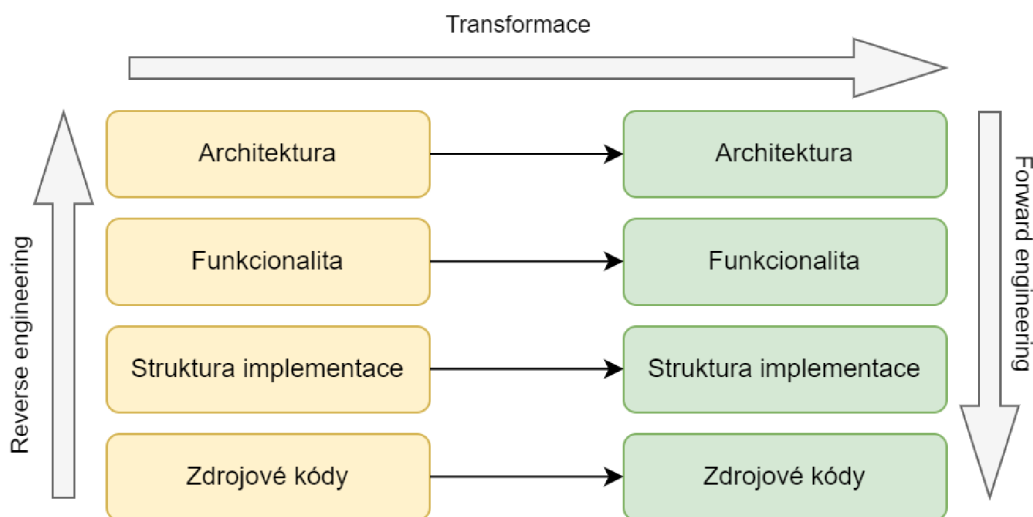 Transformace
Reverse engineering
Architektura
Architektura
Funkcionalita
Funkcionalita
Struktura implementace
Struktura implementace
Zdrojové kódy
Zdrojové kódy
Forward engineering